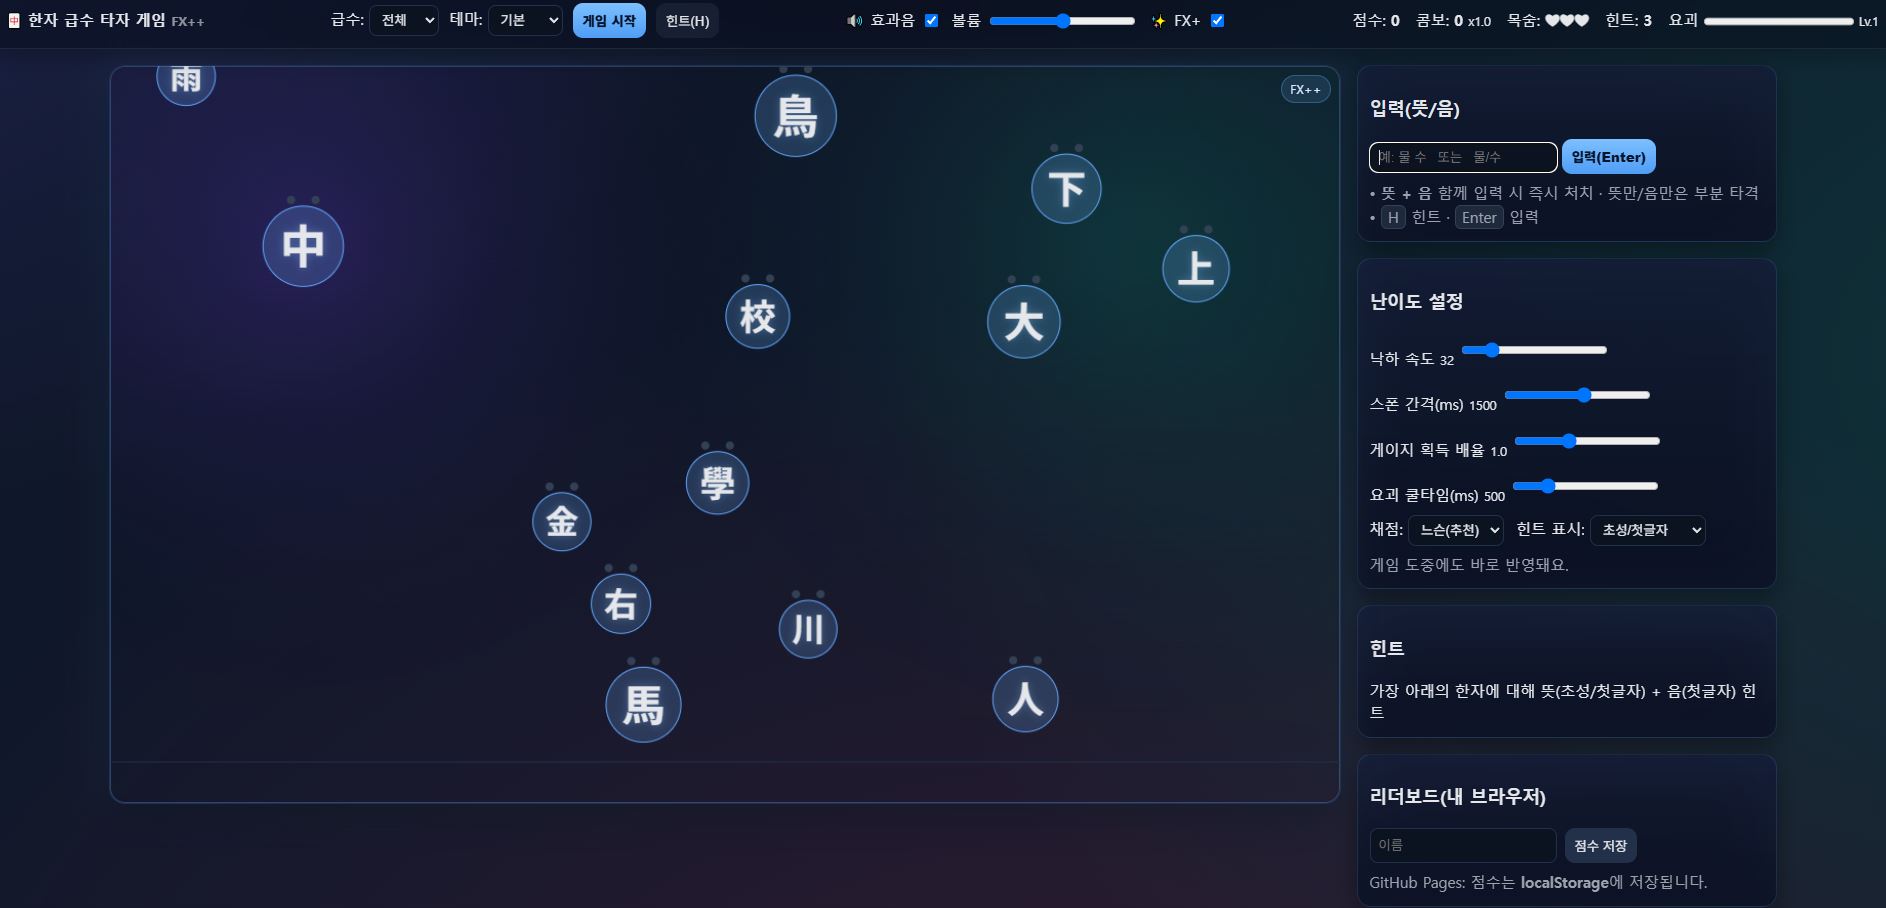 한자 급수 타자 게임 FX++
급수: 전체 테마: 기본 게임 시작 힌트(H)
효과음 볼륨 FX+
점수: 0 콤보: 0 x1.0 목숨: 힌트: 3 요괴 Lv.1
雨
鳥
FX++
下
中
上
校
大
學
金
右
川
馬
人
입력(뜻/음)
예: 물 수 또는 물/수 입력(Enter)
• 뜻 + 음 함께 입력 시 즉시 처치 · 뜻만/음만은 부분 타격
• H 힌트 · Enter 입력
난이도 설정
낙하 속도 32
스폰 간격(ms) 1500
게이지 획득 배율 1.0
요괴 쿨타임(ms) 500
채점: 느슨(추천) 힌트 표시: 초성/첫글자
게임 도중에도 바로 반영돼요.
힌트
가장 아래의 한자에 대해 뜻(초성/첫글자) + 음(첫글자) 힌
트
리더보드(내 브라우저)
이름 점수 저장
GitHub Pages: 점수는 localStorage에 저장됩니다.